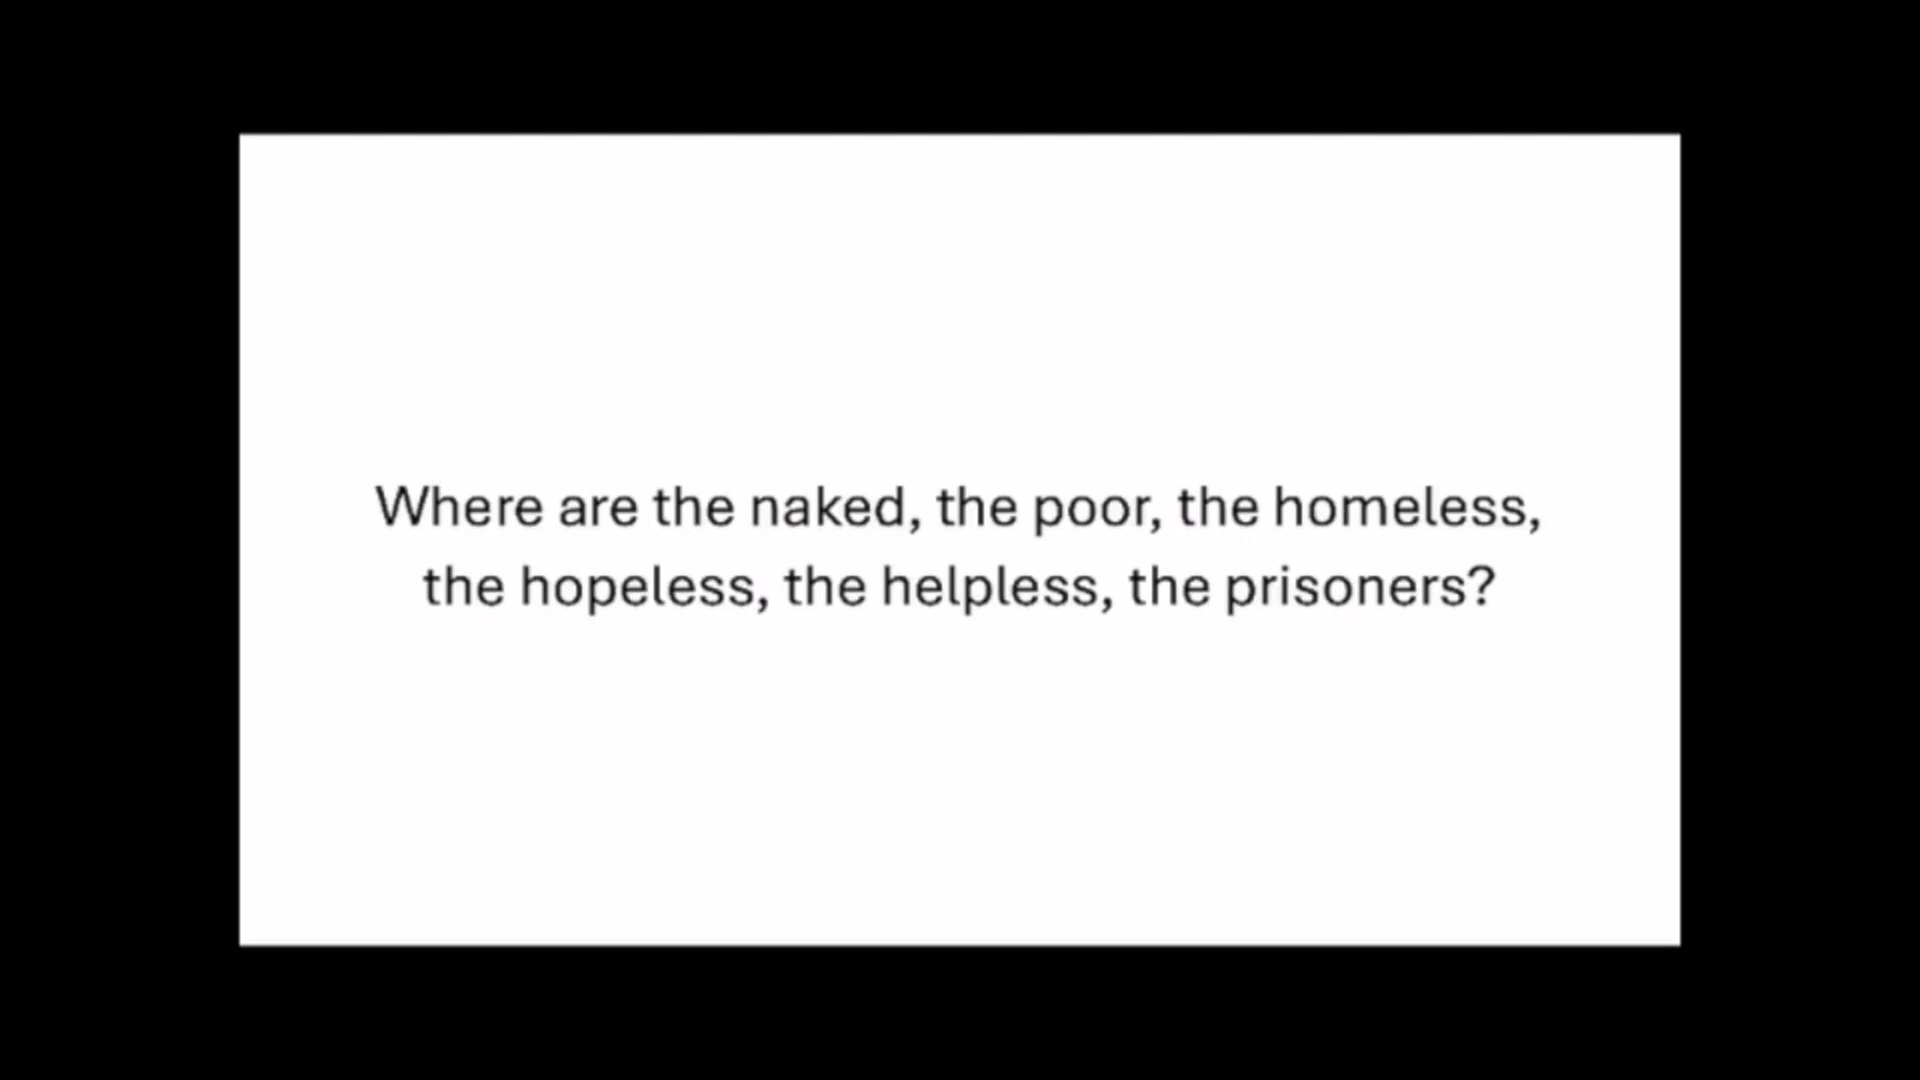 Where are the naked, the poor, the homeless,
the hopeless, the helpless, the prisoners?